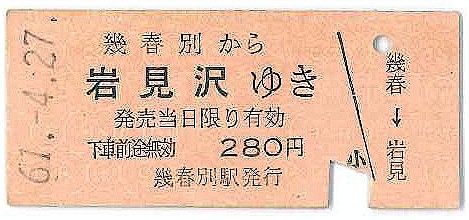 61.-4.27
幾春別から
岩見沢ゆき
発売当日限り有効
下車前途無効 280円
幾春別駅発行
小
幾春
↓
岩見